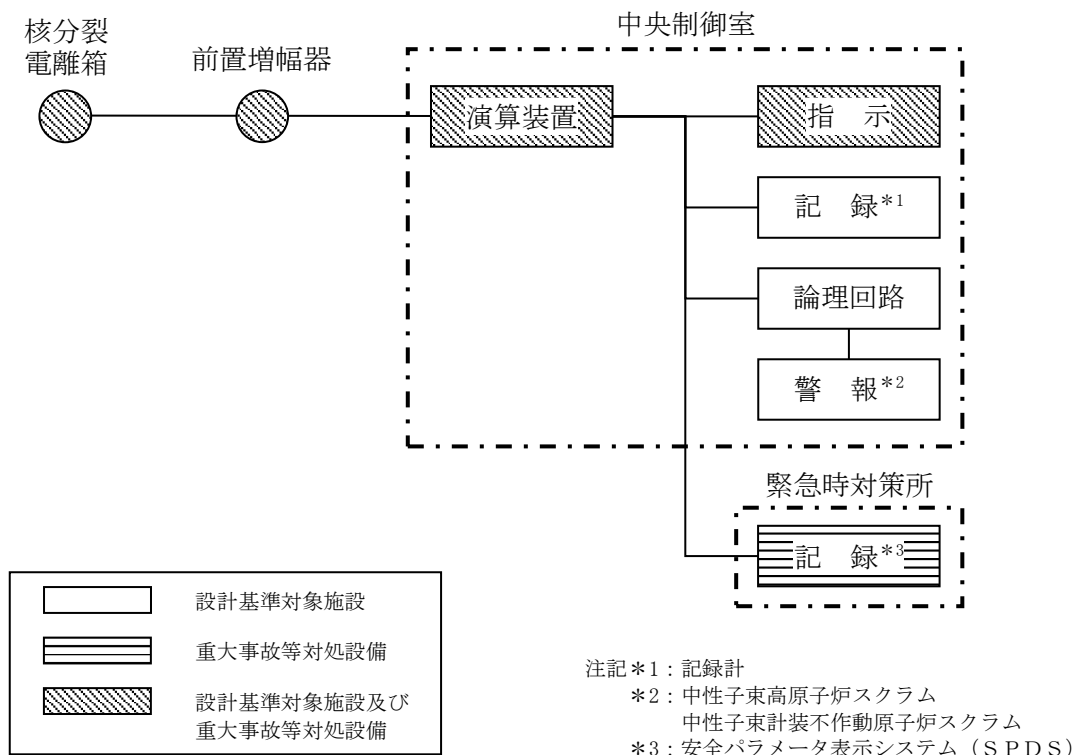 中央制御室
核分裂
電離箱
前置増幅器
演算装置
指　示
記　録*1
論理回路
警　報*2
緊急時対策所
記　録*3
設計基準対象施設
重大事故等対処設備
設計基準対象施設及び
重大事故等対処設備
注記*1：記録計
*2：中性子束高原子炉スクラム
中性子束計装不作動原子炉スクラム
*3：安全パラメータ表示システム（ＳＰＤＳ）